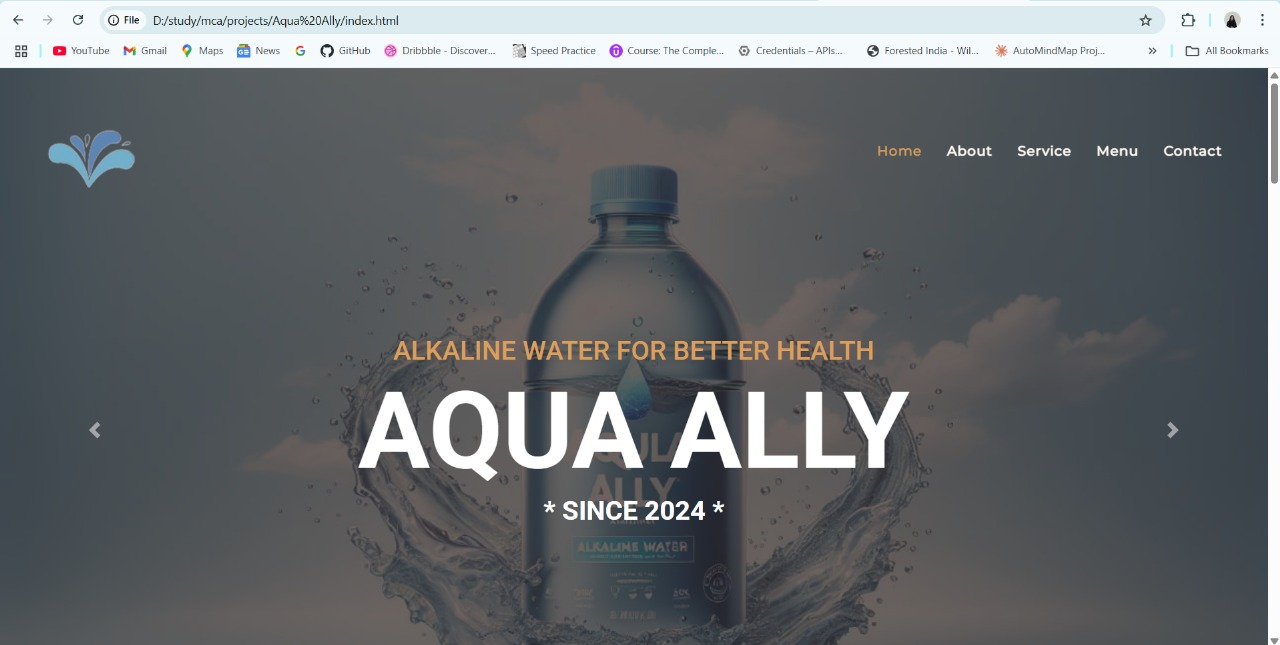 File D:/study/mca/projects/Aqua%20Ally/index.html
YouTube Gmail Maps News GitHub Dribbble - Discover... Speed Practice Course: The Comple... Credentials – APIs... Forested India - Wil... AutoMindMap Proj... » All Bookmarks
Home About Service Menu Contact
ALKALINE WATER FOR BETTER HEALTH
AQUA ALLY
* SINCE 2024 *
ALLY
ALKALINE WATER